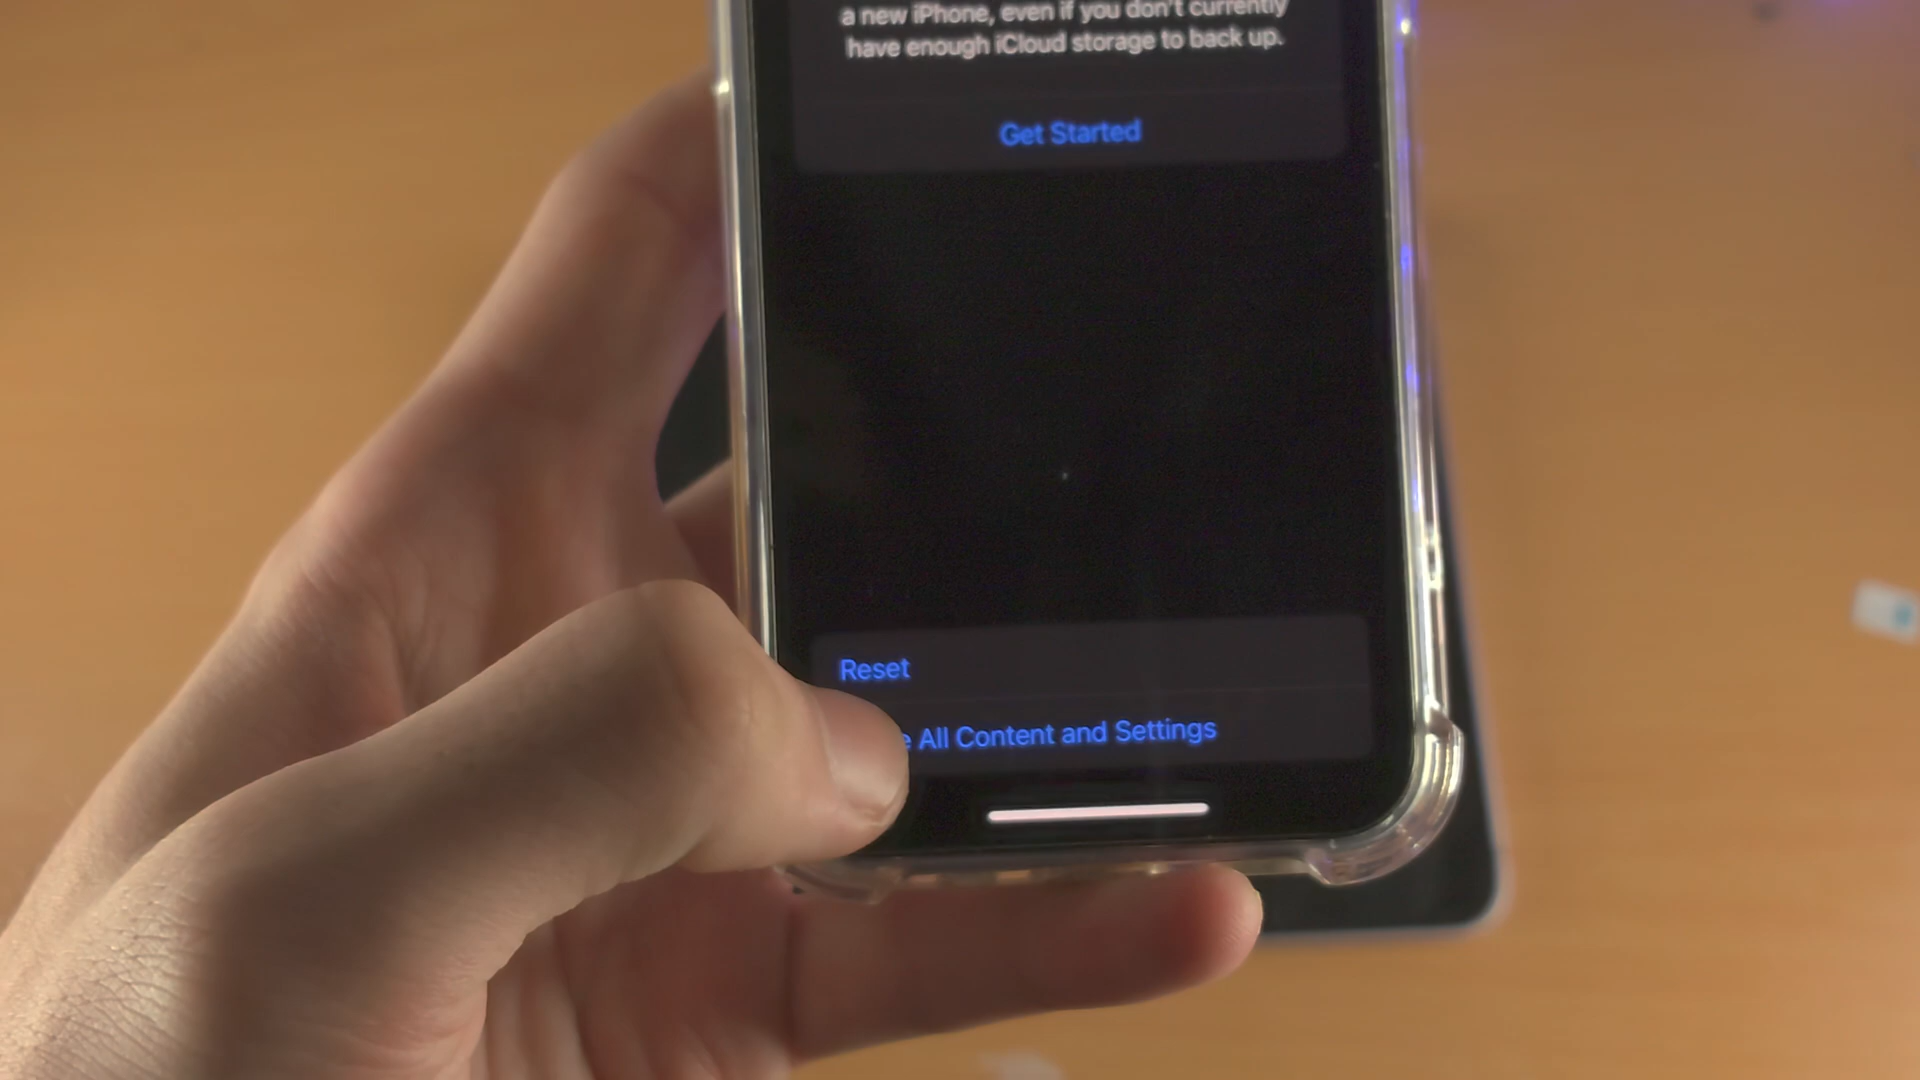 a new iPhone, even if you don't currently
have enough iCloud storage to back up.
Get Started
Reset
e All Content and Settings